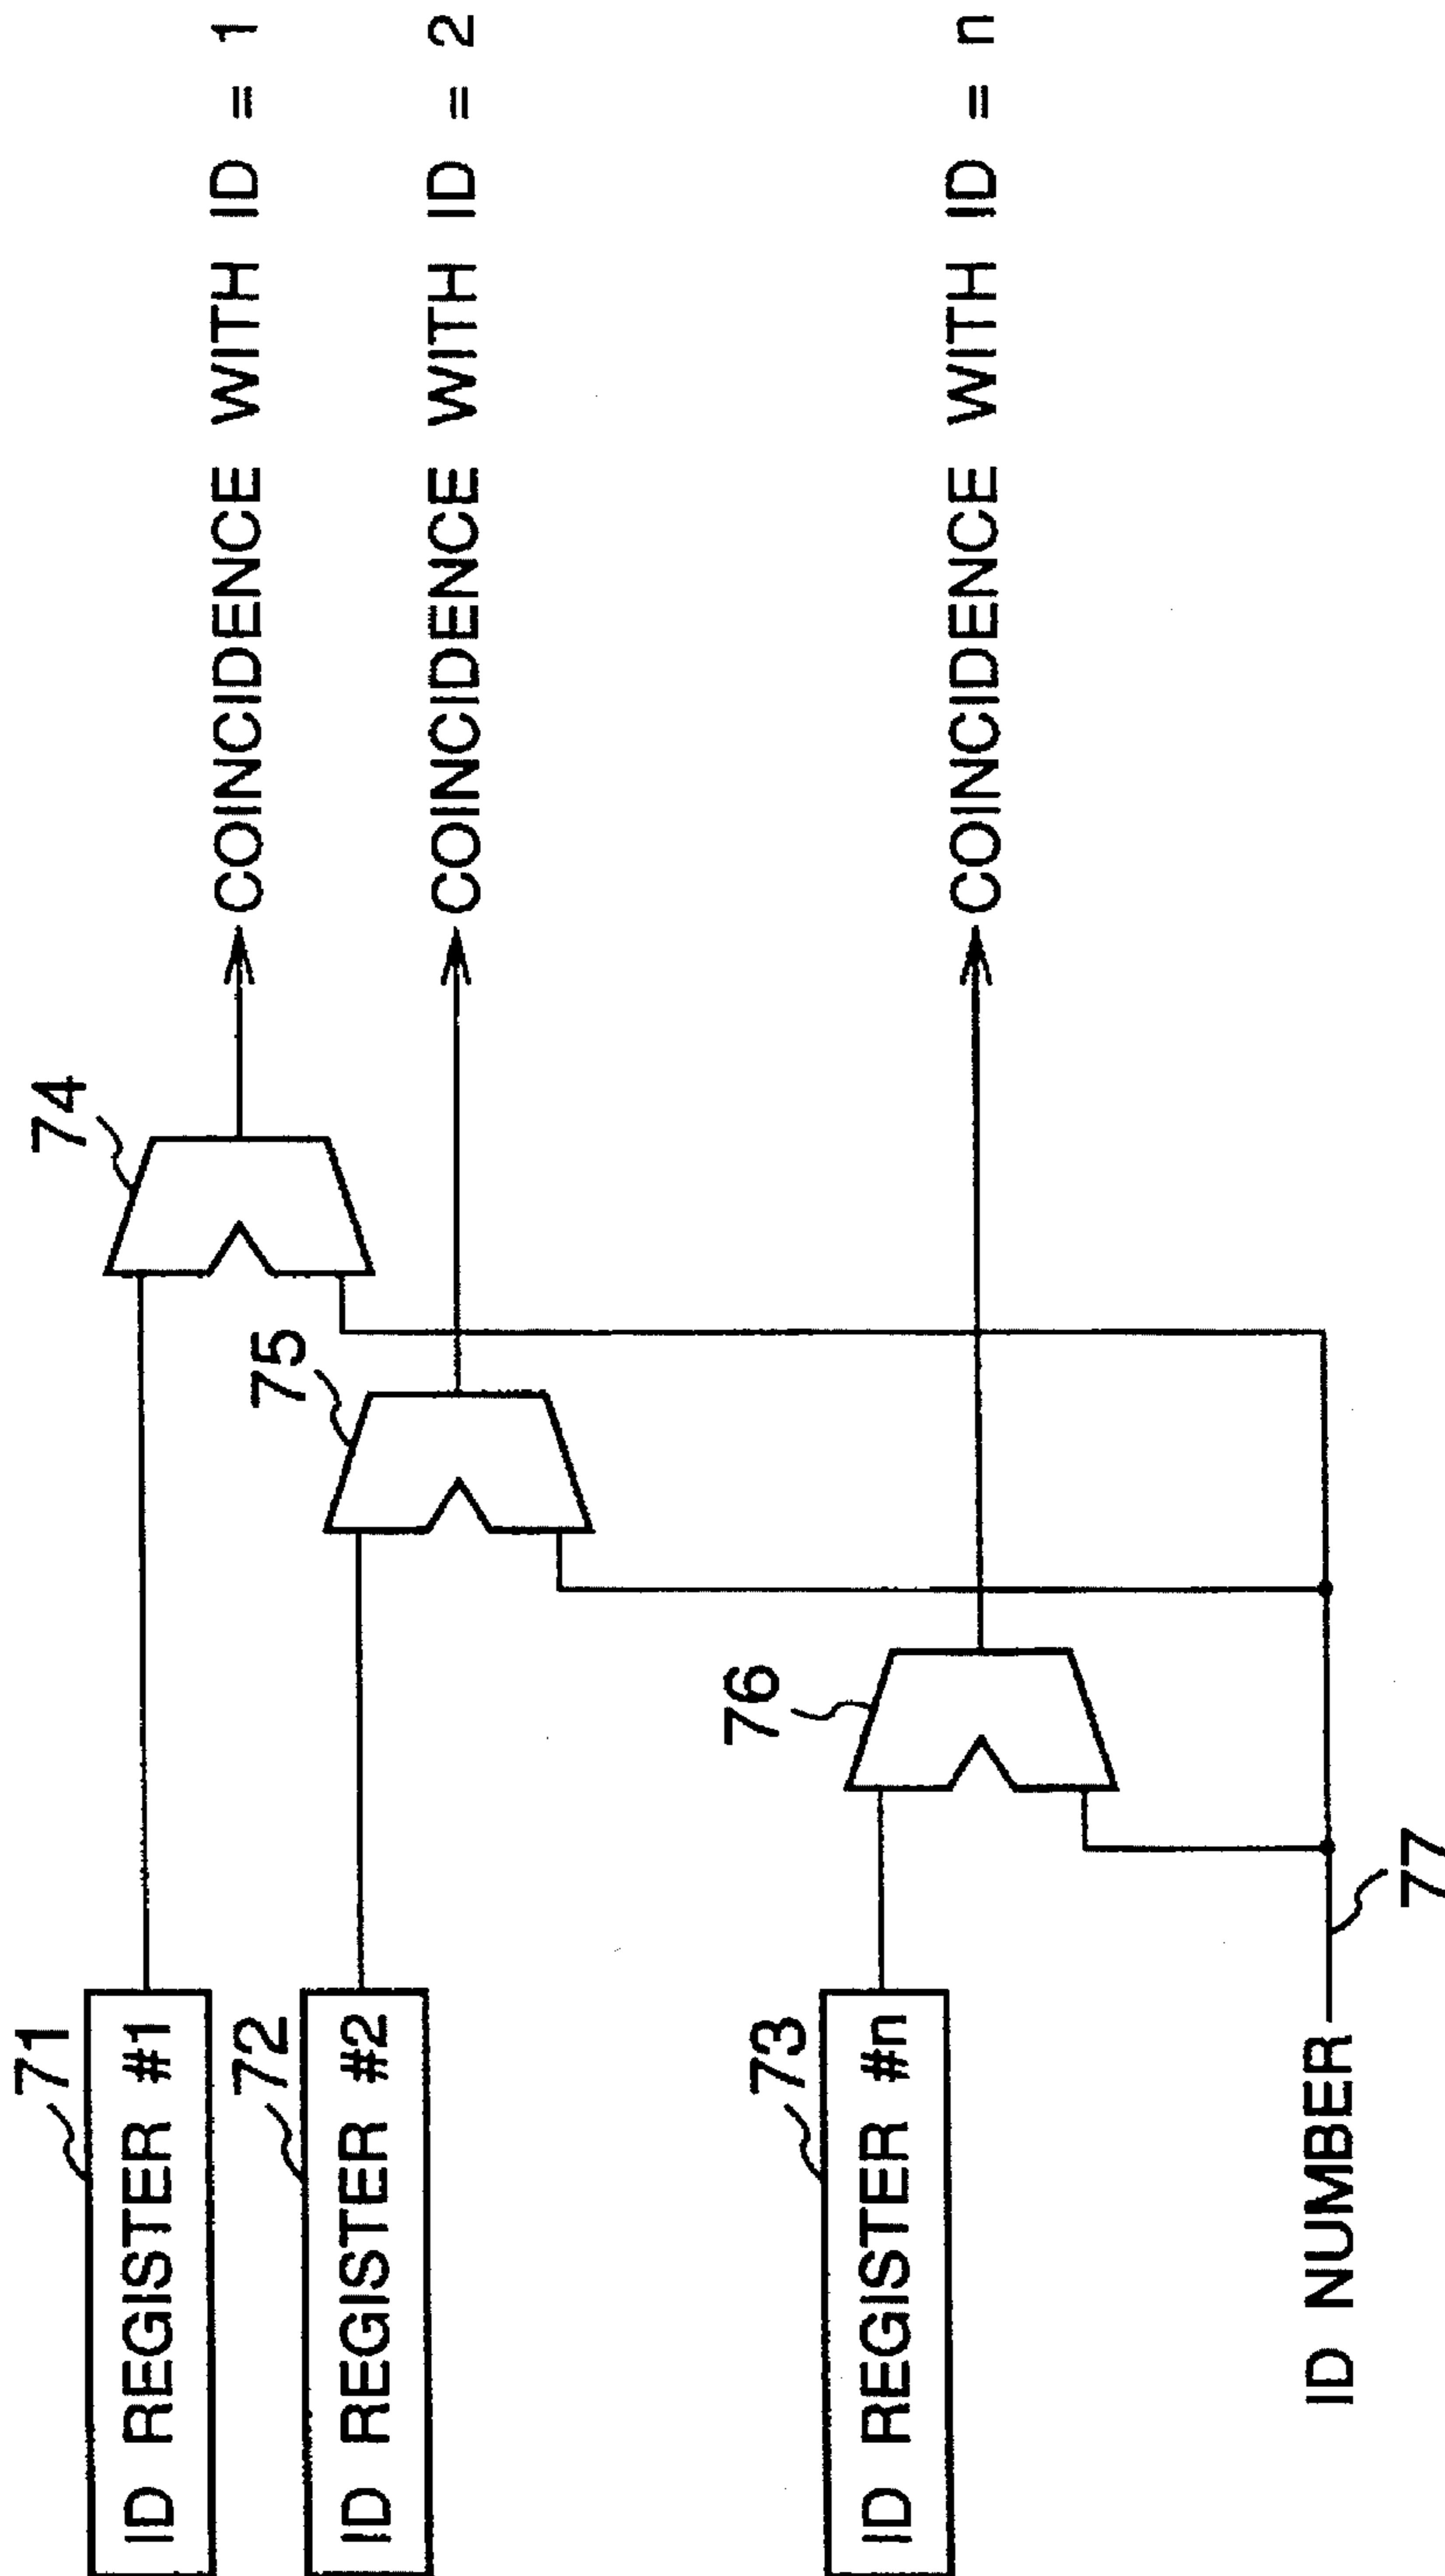 74
COINCIDENCE WITH ID = 1
71
ID REGISTER #1
75
COINCIDENCE WITH ID = 2
72
ID REGISTER #2
76
COINCIDENCE WITH ID = n
73
ID REGISTER #n
ID NUMBER
77